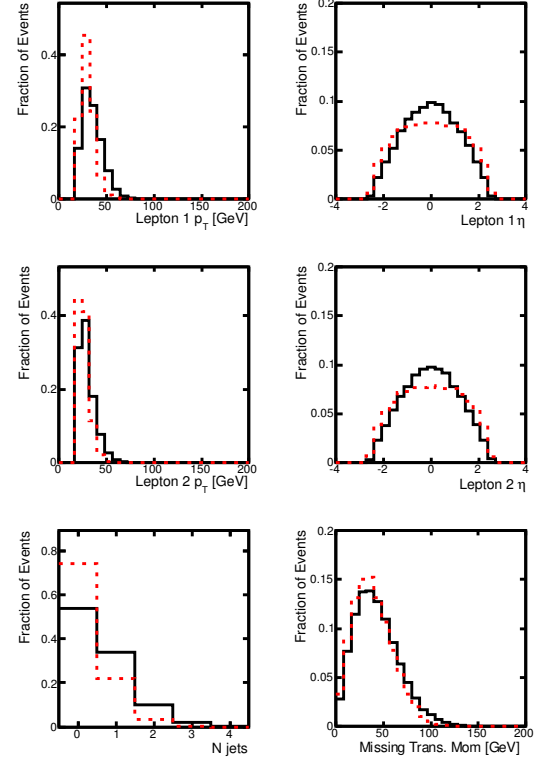 Fraction of Events
0.4
0.2
0
0 50 100 150 200
Lepton 1 p_T [GeV]
Fraction of Events
0.2
0.15
0.1
0.05
0
-4 -2 0 2 4
Lepton 1 η
Fraction of Events
0.4
0.2
0
0 50 100 150 200
Lepton 2 p_T [GeV]
Fraction of Events
0.2
0.15
0.1
0.05
0
-4 -2 0 2 4
Lepton 2 η
Fraction of Events
0.8
0.6
0.4
0.2
0
0 1 2 3 4
N jets
Fraction of Events
0.2
0.15
0.1
0.05
0
0 50 100 150 200
Missing Trans. Mom [GeV]